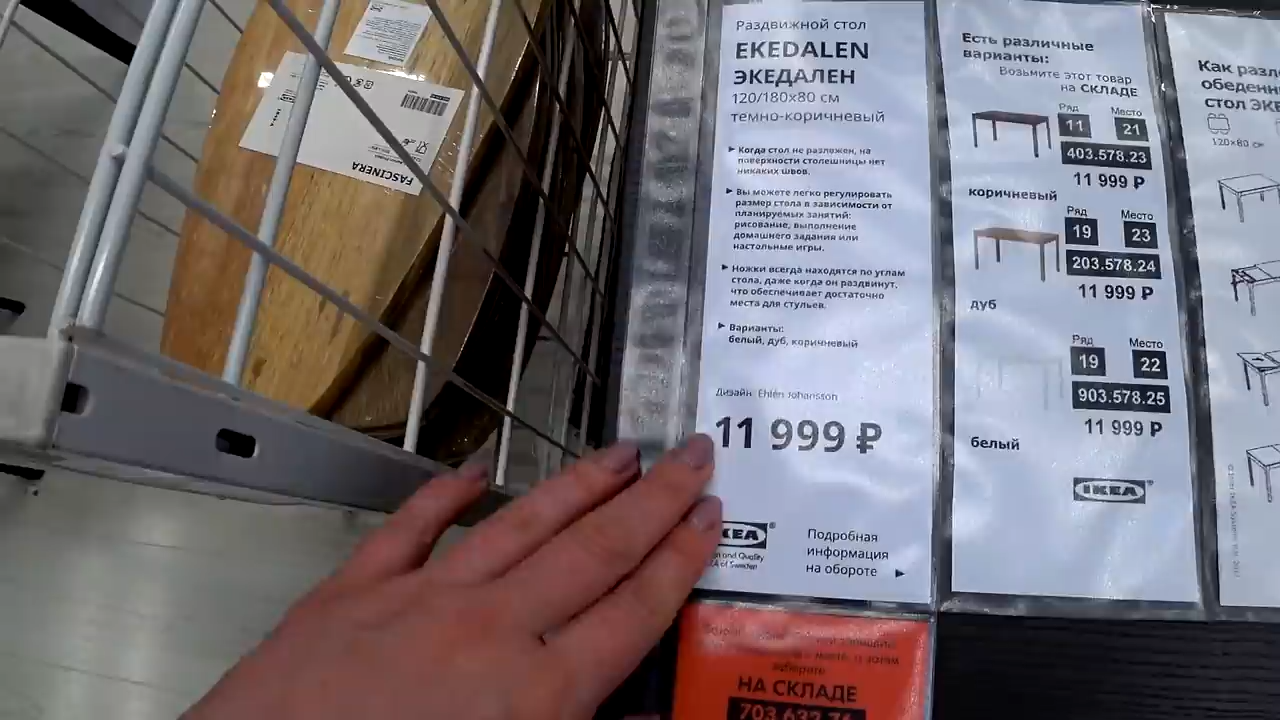 FASCINERA
Раздвижной стол
EKEDALEN
ЭКЕДАЛЕН
120/180x80 см
темно-коричневый
Когда стол не разложен, на
поверхности столешницы нет
никаких швов.
Вы можете легко регулировать
размер стола в зависимости от
планируемых занятий:
рисование, выполнение
домашнего задания или
настольные игры.
Ножки всегда находятся по углам
стола, даже когда он раздвинут,
что обеспечивает достаточно
места для стульев.
Варианты:
белый, дуб, коричневый
Дизайн Ehlén Johansson
11 999 ₽
Подробная
информация
на обороте
НА СКЛАДЕ
Есть различные
варианты:
Возьмите этот товар
на СКЛАДЕ
Ряд Место
11 21
403.578.23
11 999 ₽
коричневый
Ряд Место
19 23
203.578.24
11 999 ₽
дуб
Ряд Место
19 22
903.578.25
11 999 ₽
белый
IKEA
Как
стол
120x80 см